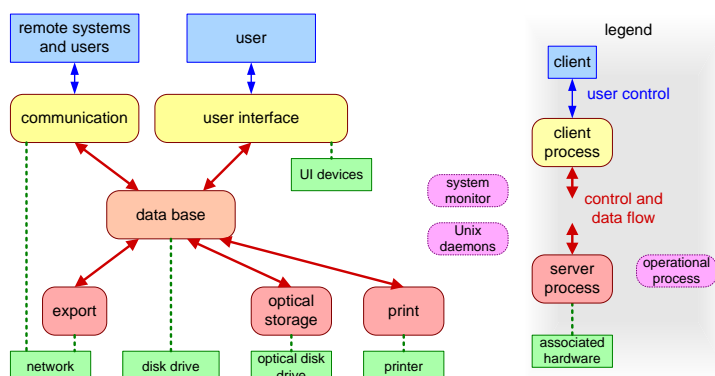 remote systems
and users
user
legend
client
user control
communication
user interface
client
process
UI devices
system
monitor
control and
data flow
data base
Unix
daemons
server
process
operational
process
export
optical
storage
print
network
disk drive
optical disk
drive
printer
associated
hardware